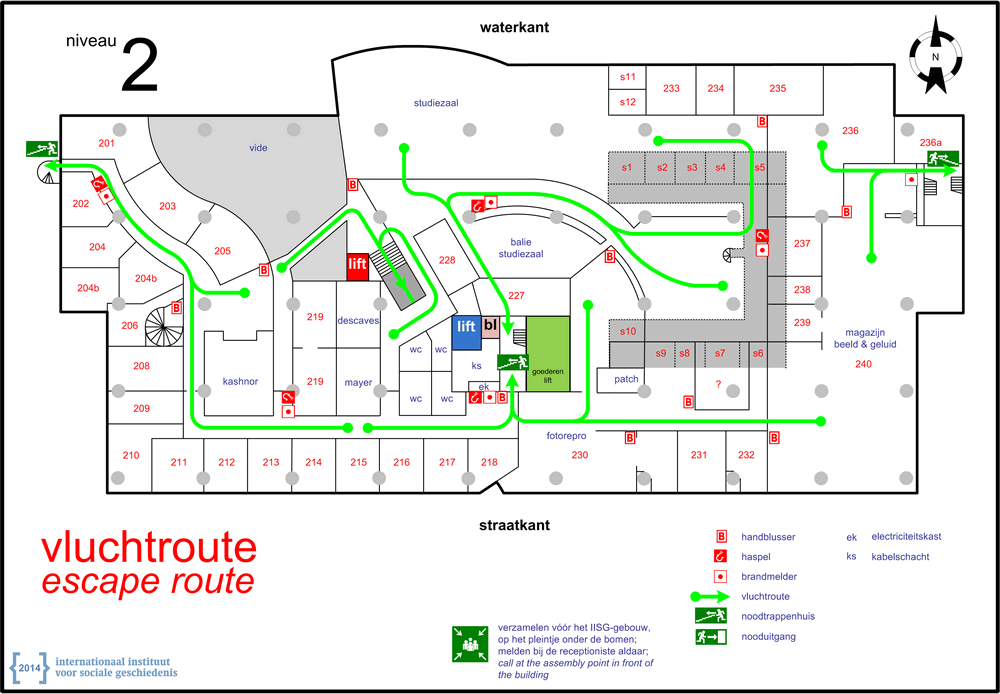 waterkant
niveau 2
N
studiezaal
s11
s12
233
234
235
201
vide
236
236a
s1 s2 s3 s4 s5
202
203
204
205
204b
204b
206
208
209
lift
228
balie
studiezaal
227
237
238
239
219
descaves
lift
bl
wc wc
wc wc
ks
ek
goederen
lift
s10
s9 s8 s7 s6
magazijn
beeld & geluid
240
kashnor
219
mayer
patch
?
fotorepro
230
231
232
210 211 212 213 214 215 216 217 218
B
B
B
B
B
B
B
B
B
B
B
straatkant
vluchtroute
escape route
B handblusser
haspel
brandmelder
vluchtroute
noodtrappenhuis
nooduitgang
ek electriciteitskast
ks kabelschacht
verzamelen vóór het IISG-gebouw,
op het pleintje onder de bomen;
melden bij de receptioniste aldaar;
call at the assembly point in front of
the building
{2014} internationaal instituut
voor sociale geschiedenis